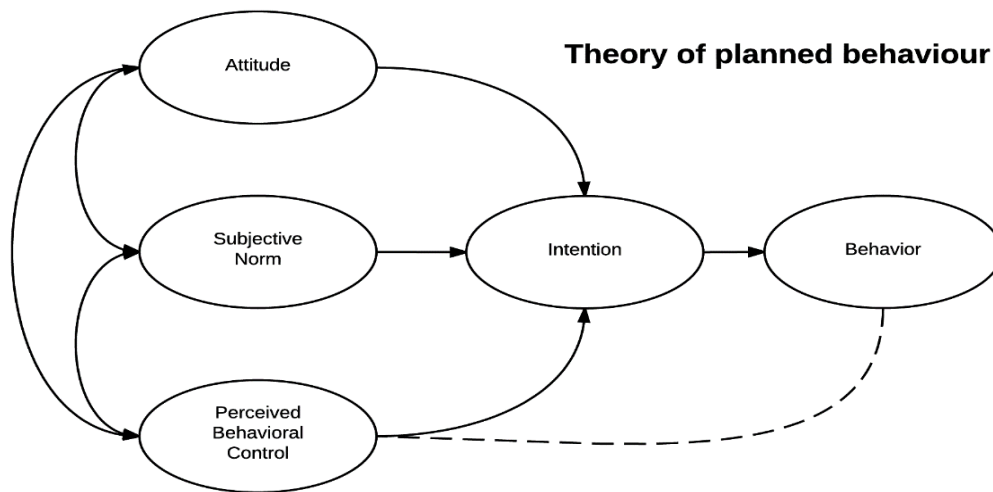 Theory of planned behaviour
Attitude
Subjective
Norm
Intention
Behavior
Perceived
Behavioral
Control